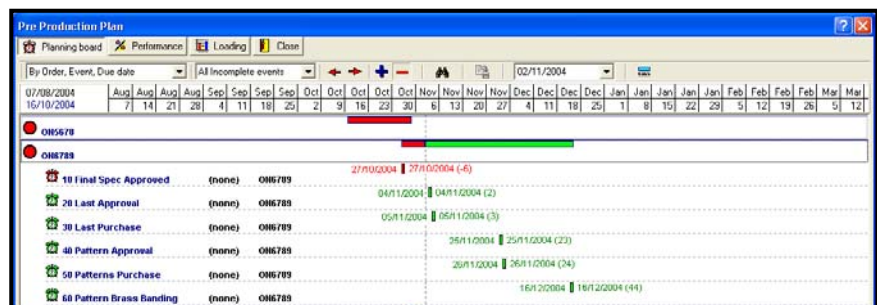 Pre Production Plan
Planning board Performance Loading Close
By Order, Event, Due date All Incomplete events 02/11/2004
07/08/2004 Aug Aug Aug Aug Sep Sep Sep Sep Oct Oct Oct Oct Oct Nov Nov Nov Nov Dec Dec Dec Dec Jan Jan Jan Jan Jan Feb Feb Feb Feb Mar Mar
16/10/2004 7 14 21 28 4 11 18 25 2 9 16 23 30 6 13 20 27 4 11 18 25 1 8 15 22 29 5 12 19 26 5 12
OH5678
OH6789
27/10/2004 27/10/2004 (-6)
10 Final Spec Approved (none) OH6789
04/11/2004 04/11/2004 (2)
20 Last Approval (none) OH6789
05/11/2004 05/11/2004 (3)
30 Last Purchase (none) OH6789
25/11/2004 25/11/2004 (23)
40 Pattern Approval (none) OH6789
26/11/2004 26/11/2004 (24)
50 Patterns Purchase (none) OH6789
16/12/2004 16/12/2004 (44)
60 Pattern Brass Banding (none) OH6789